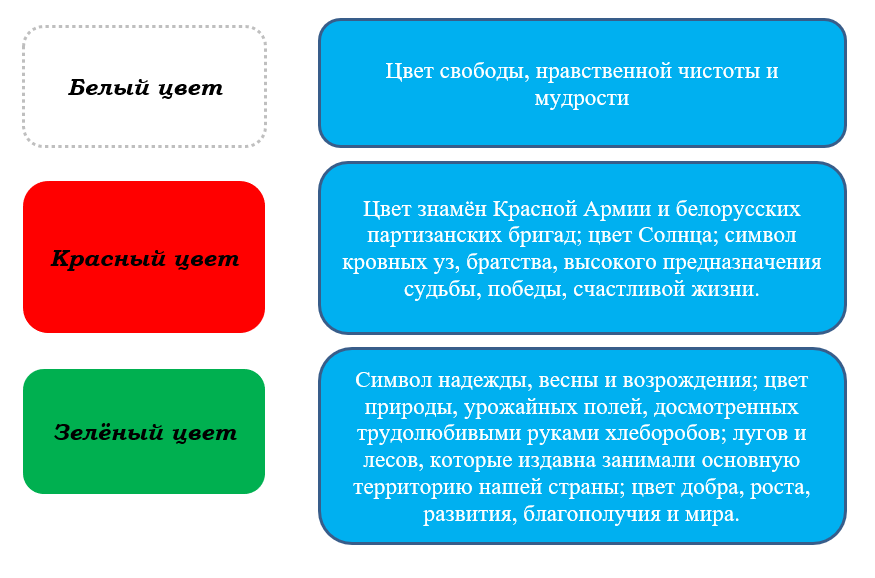 Белый цвет
Цвет свободы, нравственной чистоты и
мудрости
Красный цвет
Цвет знамён Красной Армии и белорусских
партизанских бригад; цвет Солнца; символ
кровных уз, братства, высокого предназначения
судьбы, победы, счастливой жизни.
Зелёный цвет
Символ надежды, весны и возрождения; цвет
природы, урожайных полей, досмотренных
трудолюбивыми руками хлеборобов; лугов и
лесов, которые издавна занимали основную
территорию нашей страны; цвет добра, роста,
развития, благополучия и мира.